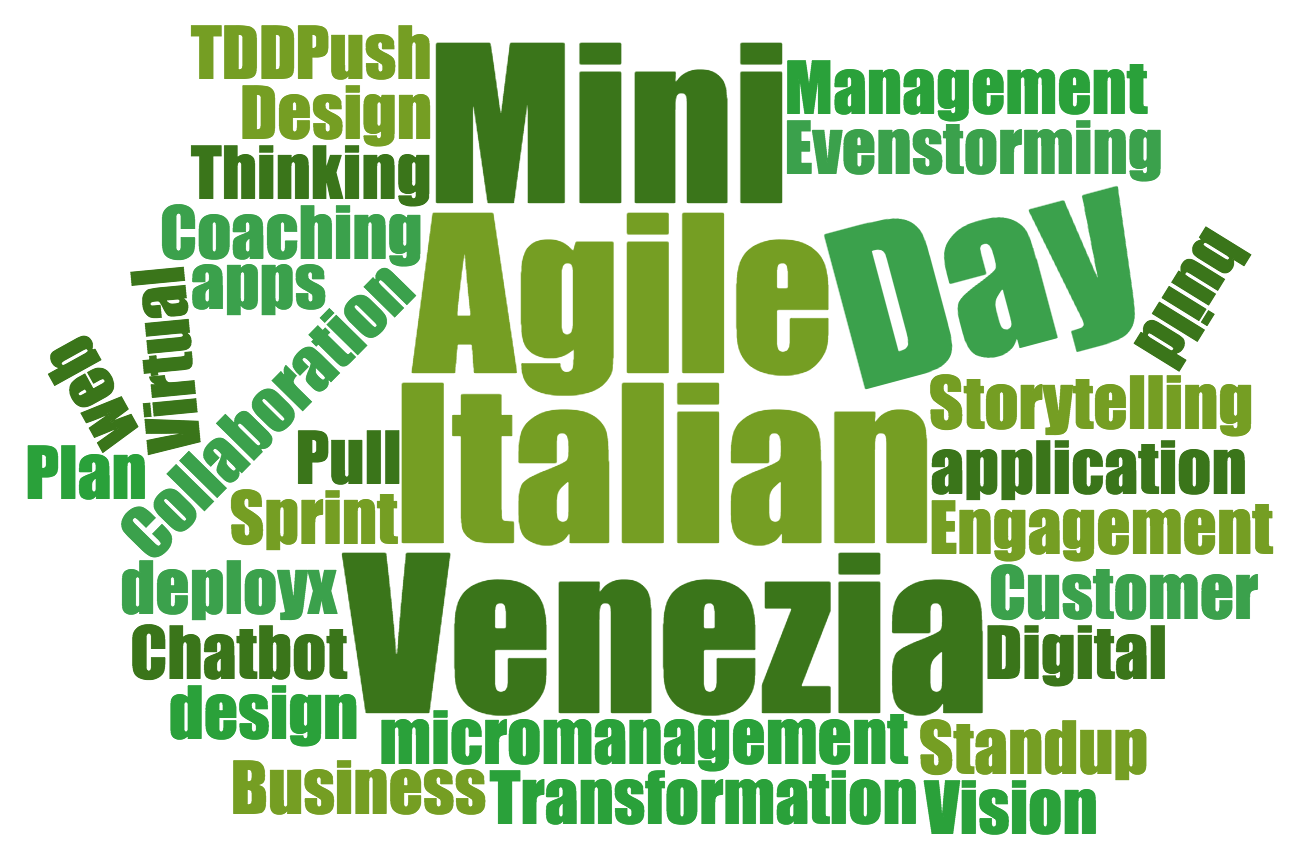 TDDPush
Design
Thinking
Mini
Management
Evenstorming
Coaching
apps
Agile
Day
build
Web
Virtual
Collaboration
Plan
Pull
Sprint
Italian
Storytelling
application
Engagement
deployx
Chatbot
design
Venezia
Customer
Digital
micromanagement
Standup
Business
Transformation
Vision